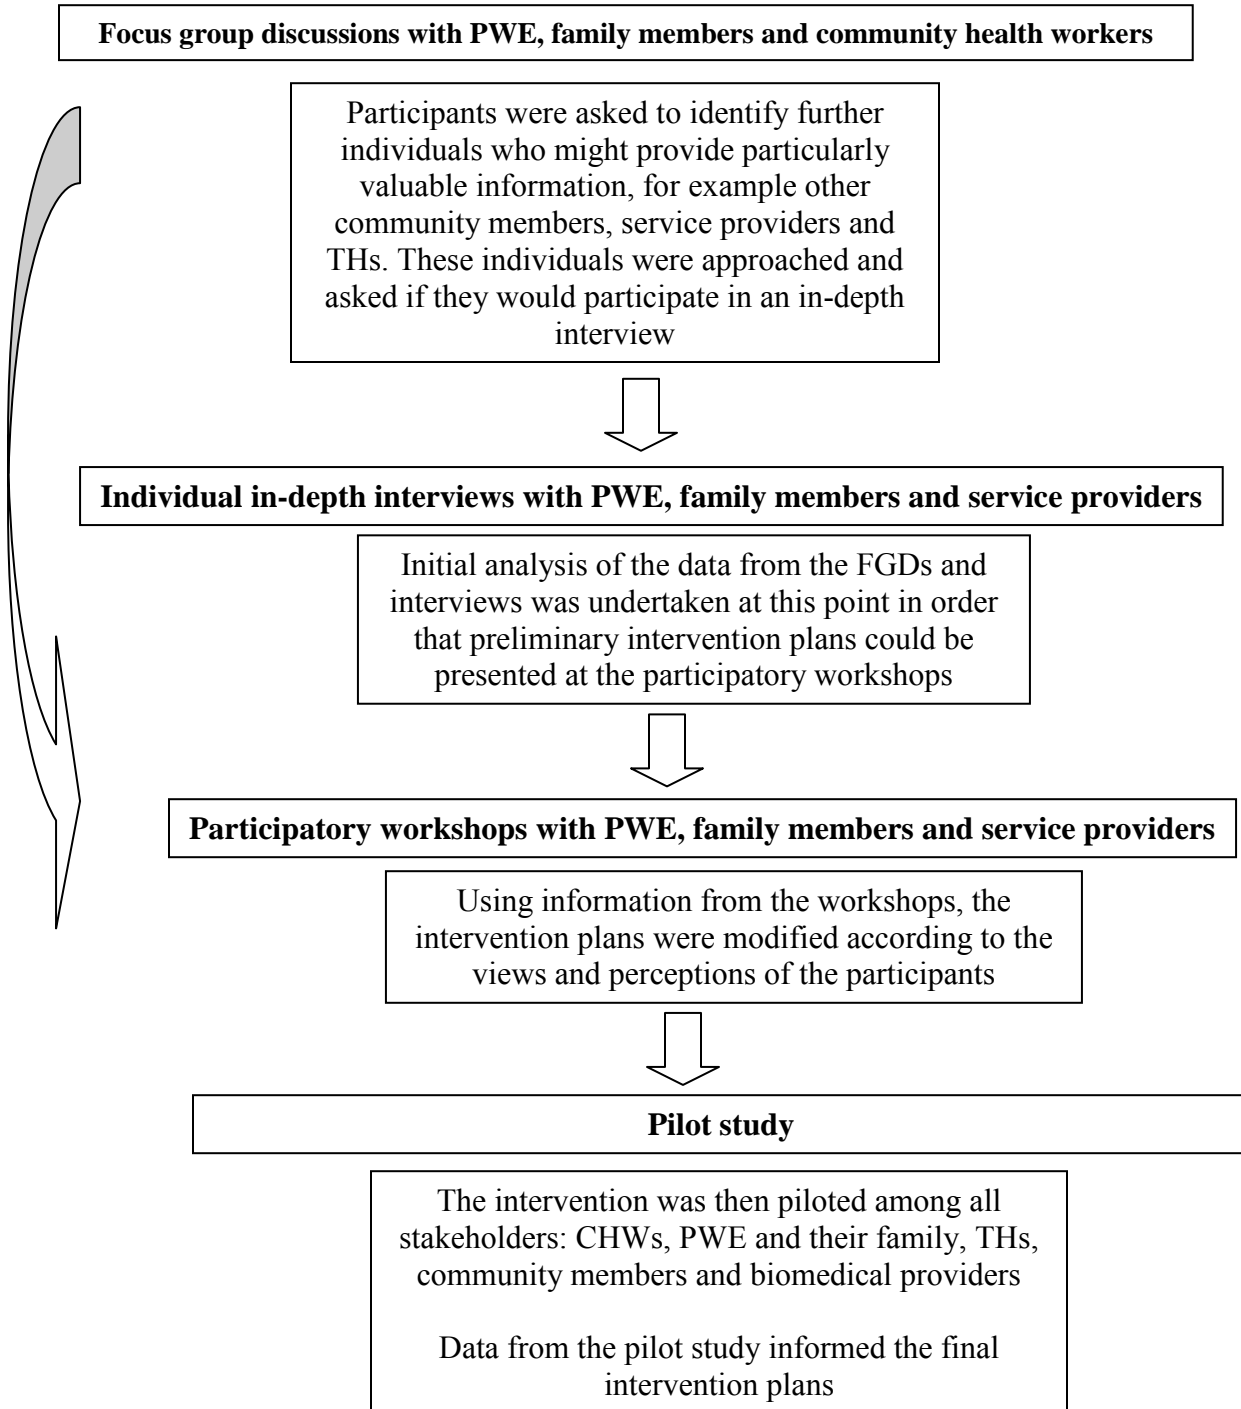 Focus group discussions with PWE, family members and community health workers
Participants were asked to identify further
individuals who might provide particularly
valuable information, for example other
community members, service providers and
THs. These individuals were approached and
asked if they would participate in an in-depth
interview
Individual in-depth interviews with PWE, family members and service providers
Initial analysis of the data from the FGDs and
interviews was undertaken at this point in order
that preliminary intervention plans could be
presented at the participatory workshops
Participatory workshops with PWE, family members and service providers
Using information from the workshops, the
intervention plans were modified according to the
views and perceptions of the participants
Pilot study
The intervention was then piloted among all
stakeholders: CHWs, PWE and their family, THs,
community members and biomedical providers
Data from the pilot study informed the final
intervention plans